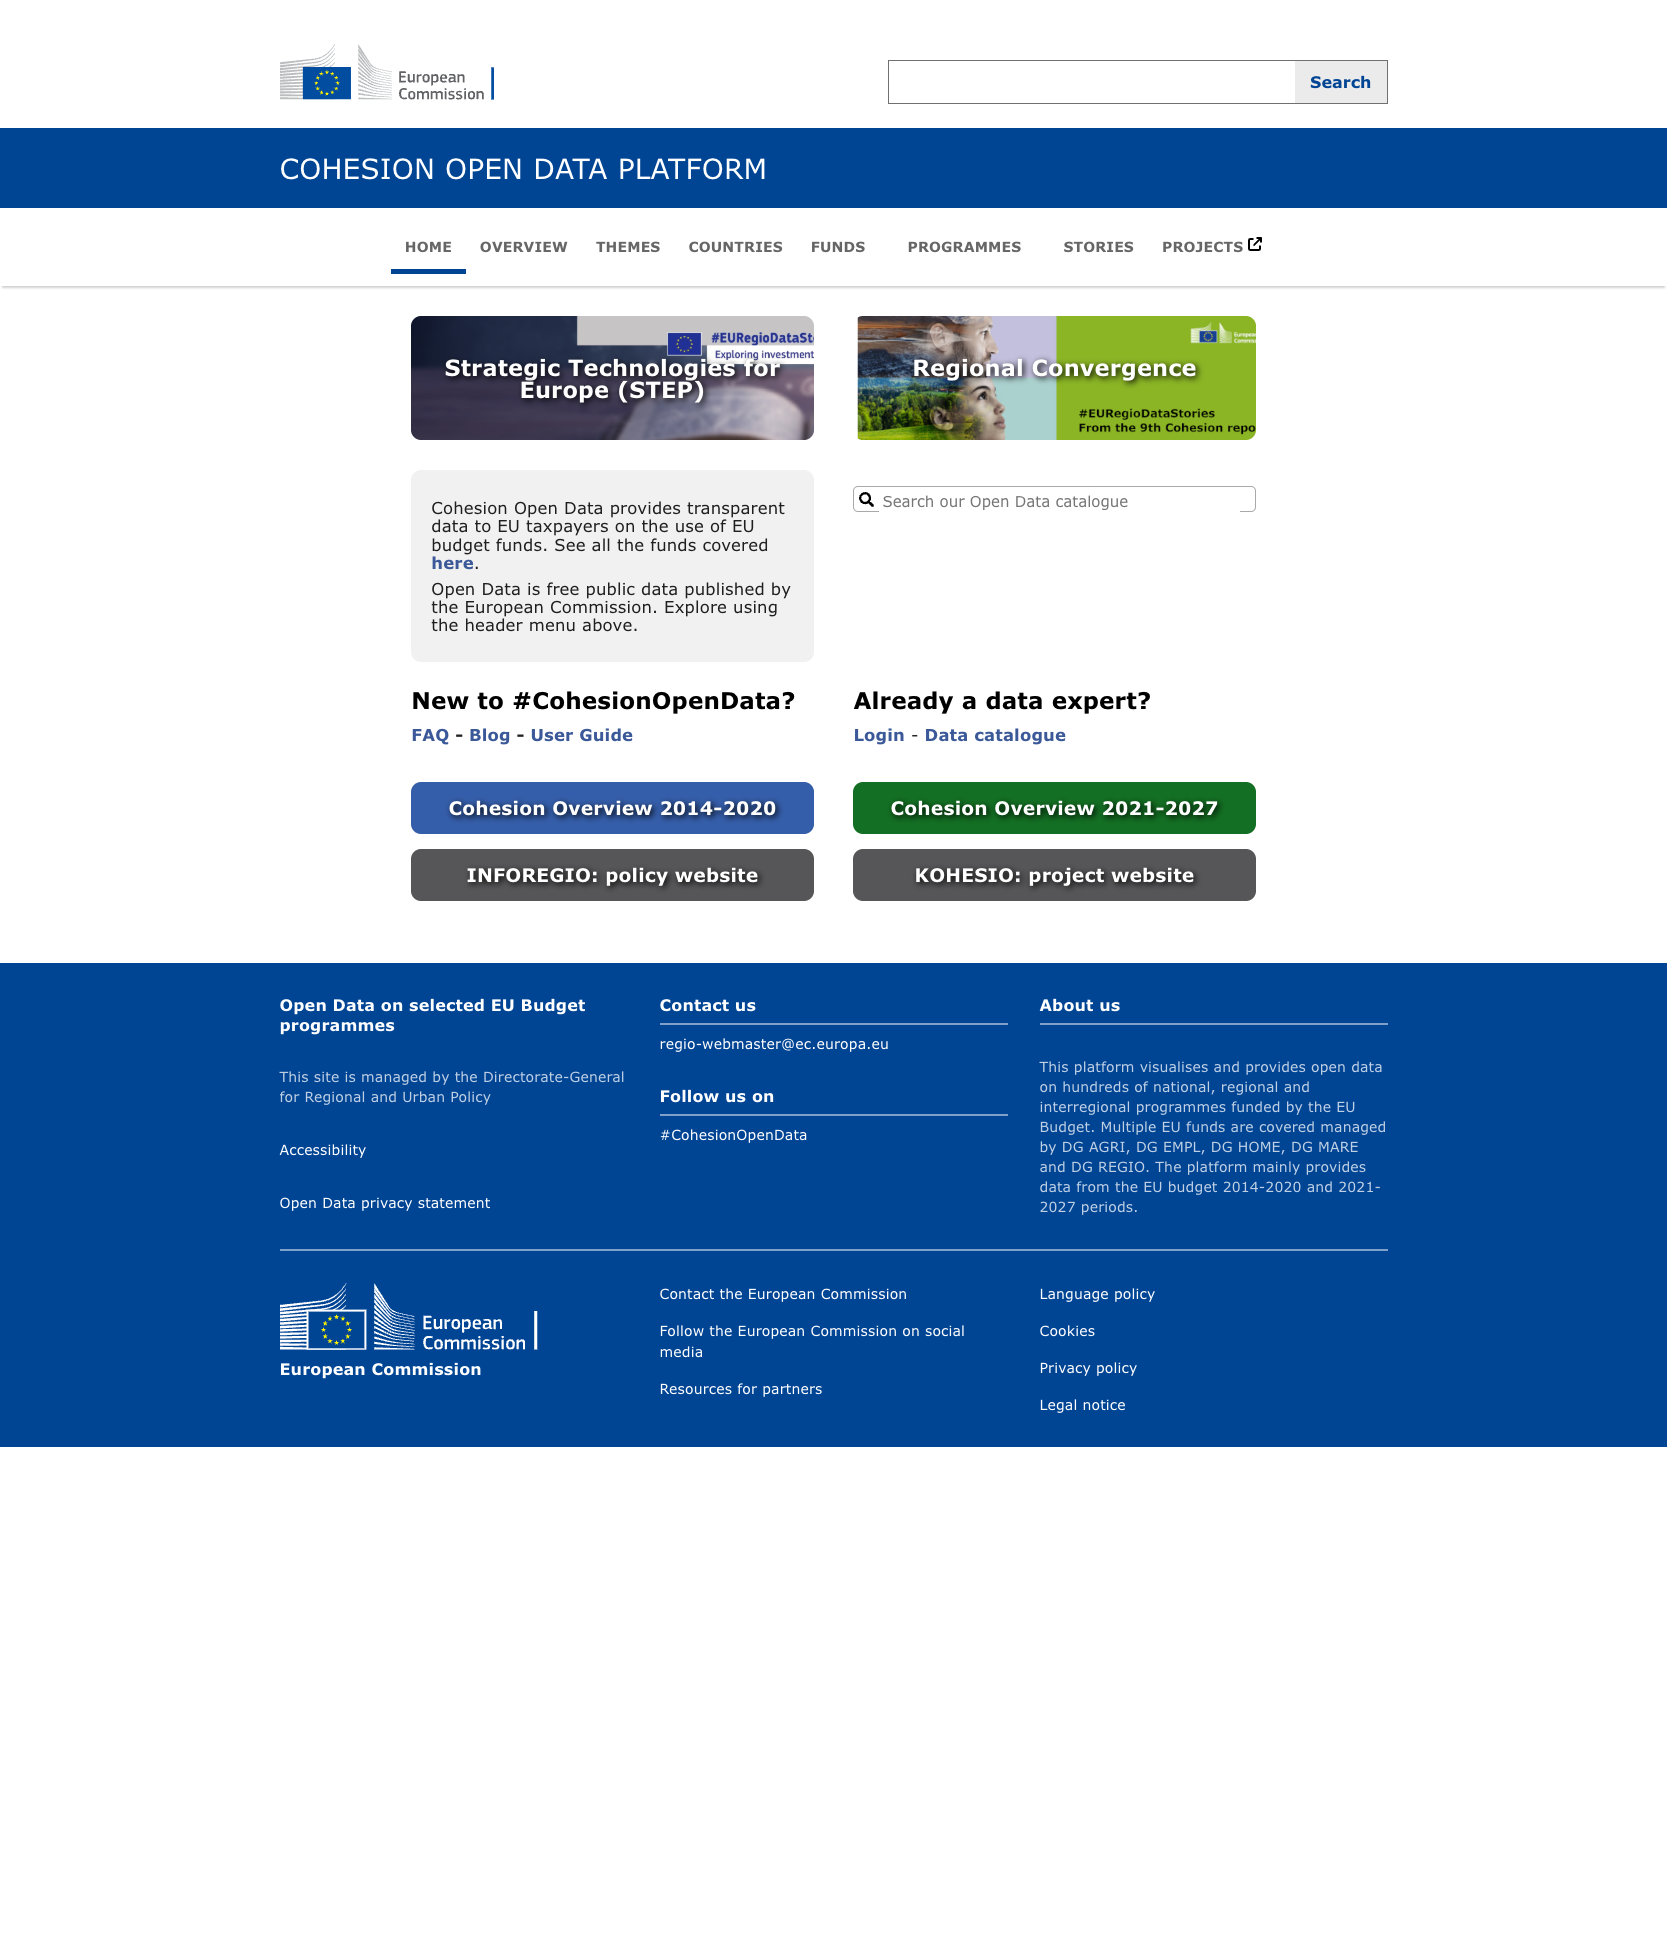 European
Commission
Search
COHESION OPEN DATA PLATFORM
HOME OVERVIEW THEMES COUNTRIES FUNDS PROGRAMMES STORIES PROJECTS
#EURegioDataSt
Exploring investment
Strategic Technologies for
Europe (STEP)
Europea
Commiss
Regional Convergence
#EURegioDataStories
From the 9th Cohesion repo
Cohesion Open Data provides transparent
data to EU taxpayers on the use of EU
budget funds. See all the funds covered
here.
Open Data is free public data published by
the European Commission. Explore using
the header menu above.
Search our Open Data catalogue
New to #CohesionOpenData?
FAQ - Blog - User Guide
Already a data expert?
Login - Data catalogue
Cohesion Overview 2014-2020
Cohesion Overview 2021-2027
INFOREGIO: policy website
KOHESIO: project website
Open Data on selected EU Budget
programmes
This site is managed by the Directorate-General
for Regional and Urban Policy
Accessibility
Open Data privacy statement
Contact us
regio-webmaster@ec.europa.eu
Follow us on
#CohesionOpenData
About us
This platform visualises and provides open data
on hundreds of national, regional and
interregional programmes funded by the EU
Budget. Multiple EU funds are covered managed
by DG AGRI, DG EMPL, DG HOME, DG MARE
and DG REGIO. The platform mainly provides
data from the EU budget 2014-2020 and 2021-
2027 periods.
European
Commission
European Commission
Contact the European Commission
Follow the European Commission on social
media
Resources for partners
Language policy
Cookies
Privacy policy
Legal notice